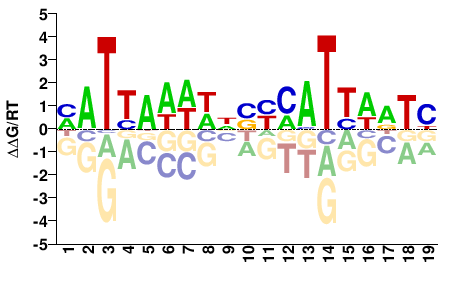 5
4
3
2
1
0
-1
-2
-3
-4
-5
ΔΔG/RT
C A T T A A A T T C C C A T T A A T C
A C T T A A G T A C T G T
T C A C G A T G A C G C G C
G G G A C C C G C A G T T A A G C A A
G G
1 2 3 4 5 6 7 8 9 10 11 12 13 14 15 16 17 18 19